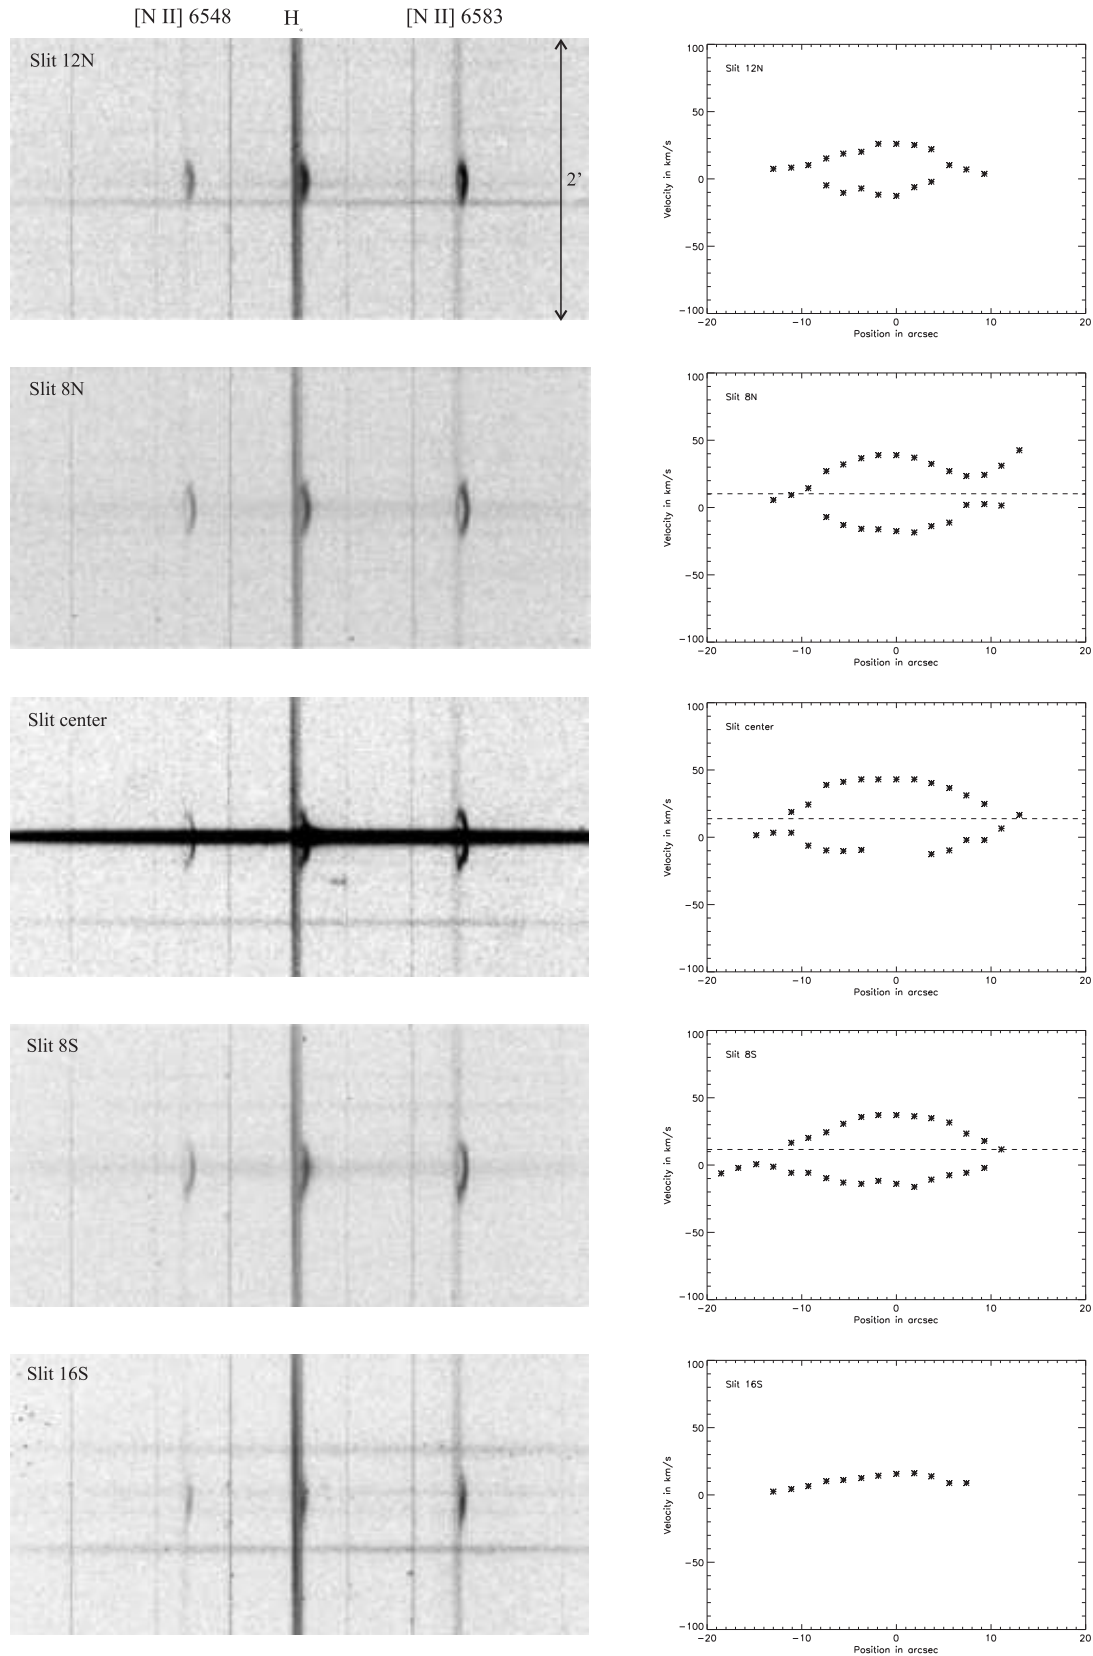 [N II] 6548 H [N II] 6583
Slit 12N
2’
Slit 12N
100
50
0
−50
−100
Velocity in km/s
−20 −10 0 10 20
Position in arcsec
Slit 8N
Slit 8N
100
50
0
−50
−100
Velocity in km/s
−20 −10 0 10 20
Position in arcsec
Slit center
Slit center
100
50
0
−50
−100
Velocity in km/s
−20 −10 0 10 20
Position in arcsec
Slit 8S
Slit 8S
100
50
0
−50
−100
Velocity in km/s
−20 −10 0 10 20
Position in arcsec
Slit 16S
Slit 16S
100
50
0
−50
−100
Velocity in km/s
−20 −10 0 10 20
Position in arcsec